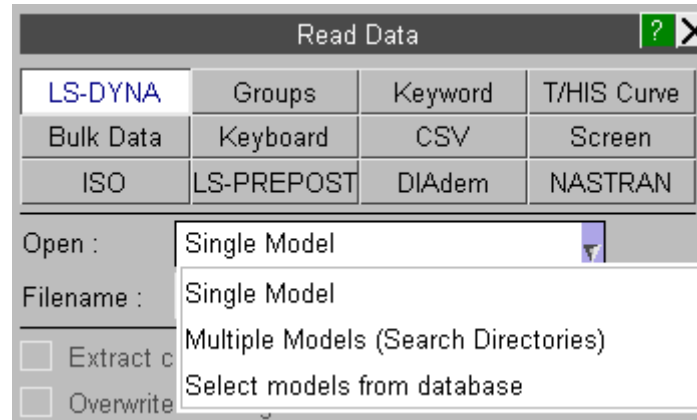 Read Data ?
LS-DYNA Groups Keyword T/HIS Curve
Bulk Data Keyboard CSV Screen
ISO LS-PREPOST DIAdem NASTRAN
Open : Single Model
Filename : Single Model
Multiple Models (Search Directories)
Extract
Select models from database
Overwrite